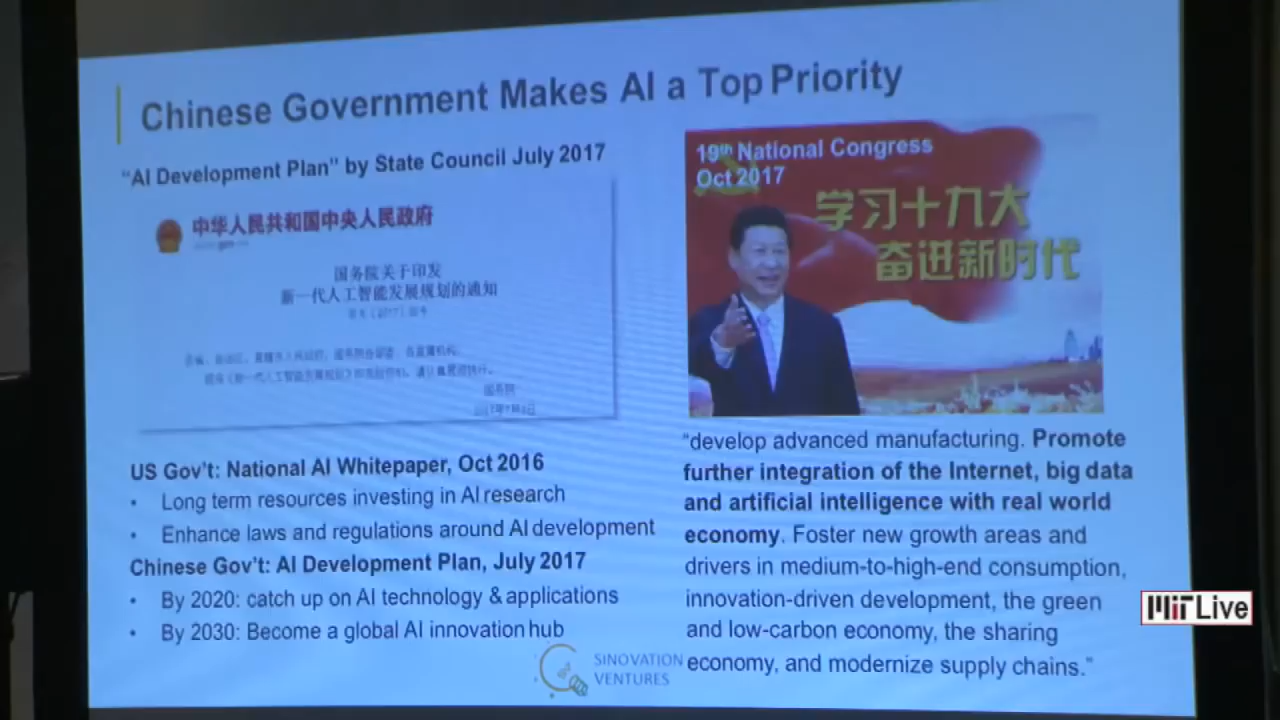 Chinese Government Makes AI a Top Priority
“AI Development Plan” by State Council July 2017
中华人民共和国中央人民政府
国务院关于印发
新一代人工智能发展规划的通知
国务院
US Gov't: National AI Whitepaper, Oct 2016
• Long term resources investing in AI research
• Enhance laws and regulations around AI development
Chinese Gov't: AI Development Plan, July 2017
• By 2020: catch up on AI technology & applications
• By 2030: Become a global AI innovation hub
19th National Congress
Oct 2017
学习十九大
奋进新时代
“develop advanced manufacturing. Promote
further integration of the Internet, big data
and artificial intelligence with real world
economy. Foster new growth areas and
drivers in medium-to-high-end consumption,
innovation-driven development, the green
and low-carbon economy, the sharing
economy, and modernize supply chains.”
SINOVATION
VENTURES
MIT Live